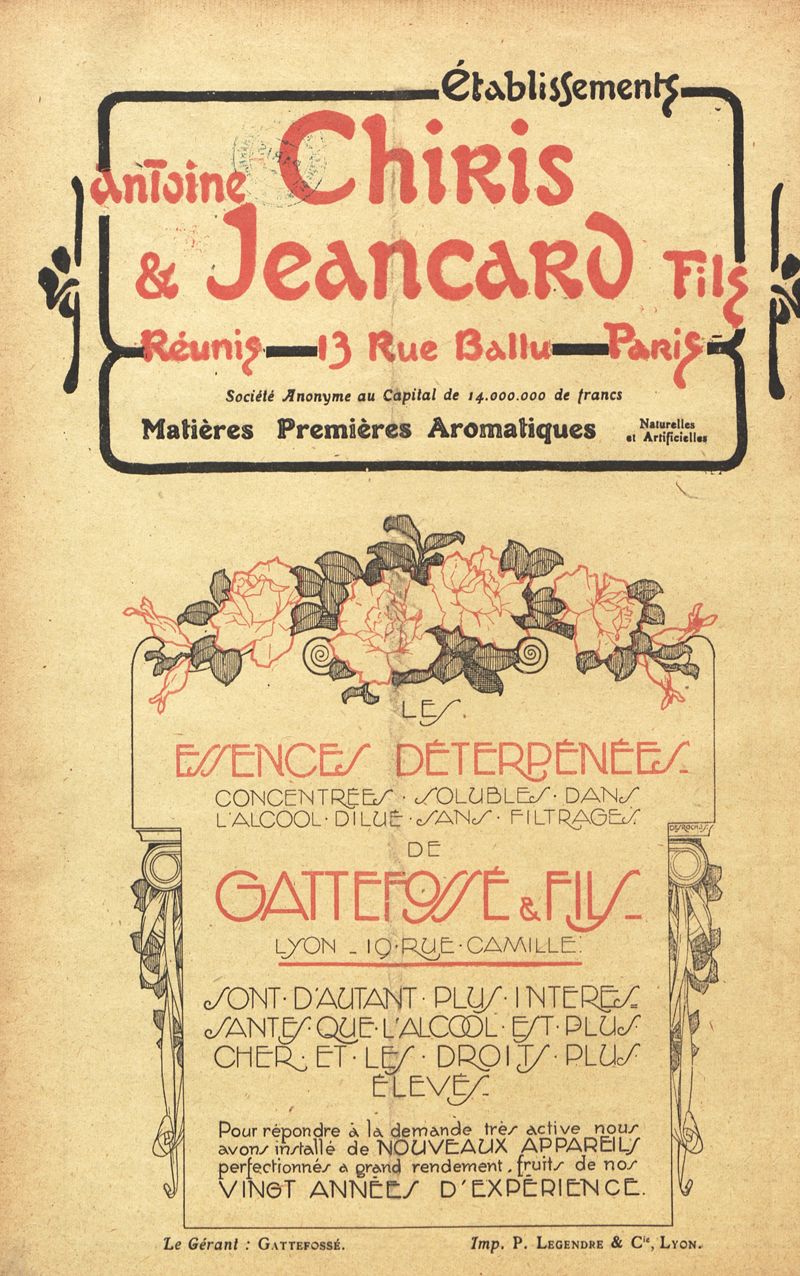 Établissements
Antoine Chiris
& Jeancard Fils
Réunis — 13 Rue Ballu — Paris
Société Anonyme au Capital de 14.000.000 de francs
Matières Premières Aromatiques Naturelles et Artificielles
LES
ESSENCES DÉTERPÉNÉES
CONCENTRÉES · SOLUBLES · DANS
L'ALCOOL · DILUÉ · SANS · FILTRAGES
DESROCHES
DE
GATTEFOSSÉ & FILS
LYON _ 19 · RUE · CAMILLE
SONT · D'AUTANT · PLUS · INTERES_
SANTES · QUE · L'ALCOOL · EST · PLUS
CHER · ET · LES · DROITS · PLUS
ÉLEVÉS_
Pour répondre à la demande très active nous
avons installé de NOUVEAUX APPAREILS
perfectionnés a grand rendement, fruits de nos
VINGT ANNÉES D'EXPÉRIENCE.
Le Gérant : GATTEFOSSÉ.
Imp. P. LEGENDRE & Cie, LYON.